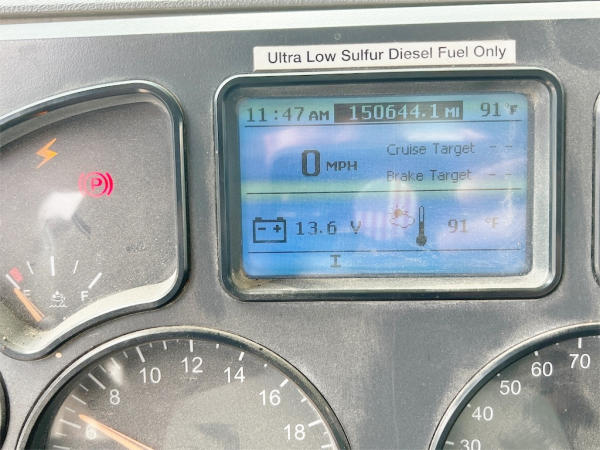 Ultra Low Sulfur Diesel Fuel Only
11:47 AM 150644.1 MI 91 °F
0 MPH
Cruise Target - -
Brake Target - -
P
13.6 V 91 °F
I
E F
6 8 10 12 14 16 18
30 40 50 60 70